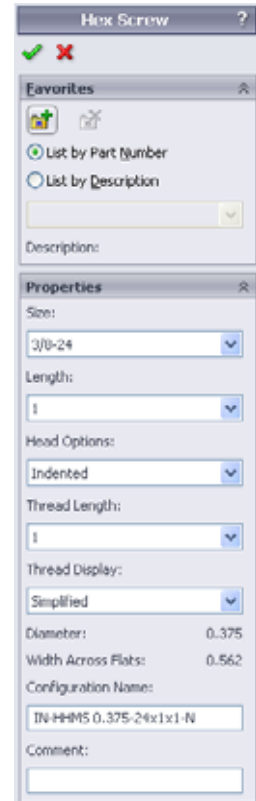 Hex Screw ?
Favorites
List by Part Number
List by Description
Description:
Properties
Size:
3/8-24
Length:
1
Head Options:
Indented
Thread Length:
1
Thread Display:
Simplified
Diameter: 0.375
Width Across Flats: 0.562
Configuration Name:
IN-HHMS 0.375-24x1x1-N
Comment: